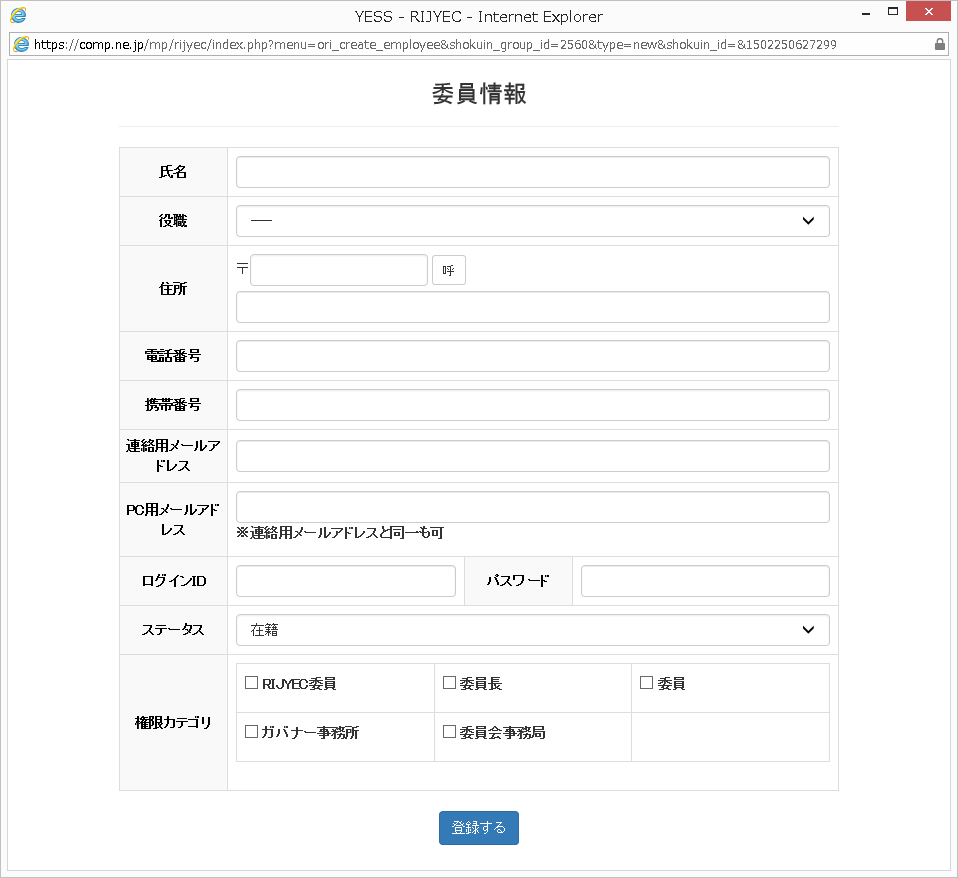 YESS - RIJYEC - Internet Explorer
https://comp.ne.jp/mp/rijyec/index.php?menu=ori_create_employee&shokuin_group_id=2560&type=new&shokuin_id=&1502250627299
委員情報
氏名
役職
----
住所
〒
呼
電話番号
携帯番号
連絡用メールア
ドレス
PC用メールアド
レス
※連絡用メールアドレスと同一も可
ログインID
パスワード
ステータス
在籍
権限カテゴリ
RIJYEC委員
委員長
委員
ガバナー事務所
委員会事務局
登録する